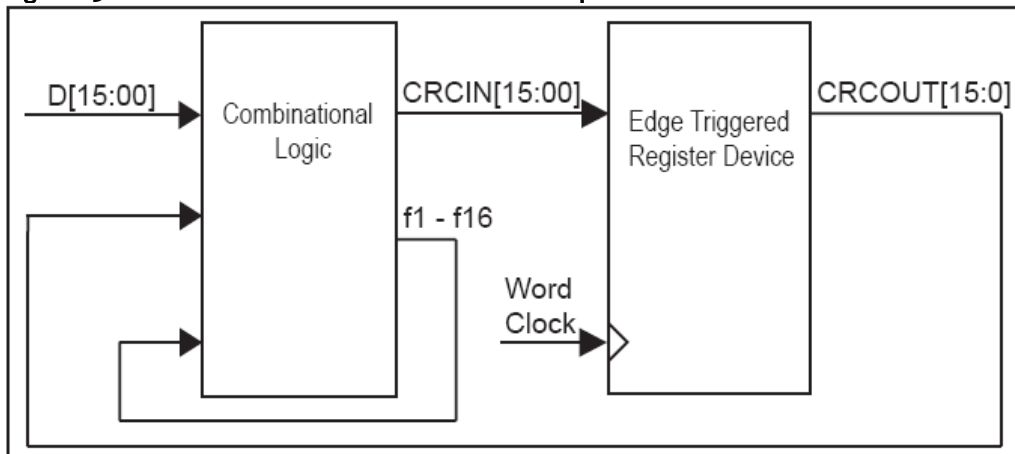 D[15:00]
Combinational
Logic
CRCIN[15:00]
f1 - f16
Edge Triggered
Register Device
Word
Clock
CRCOUT[15:0]